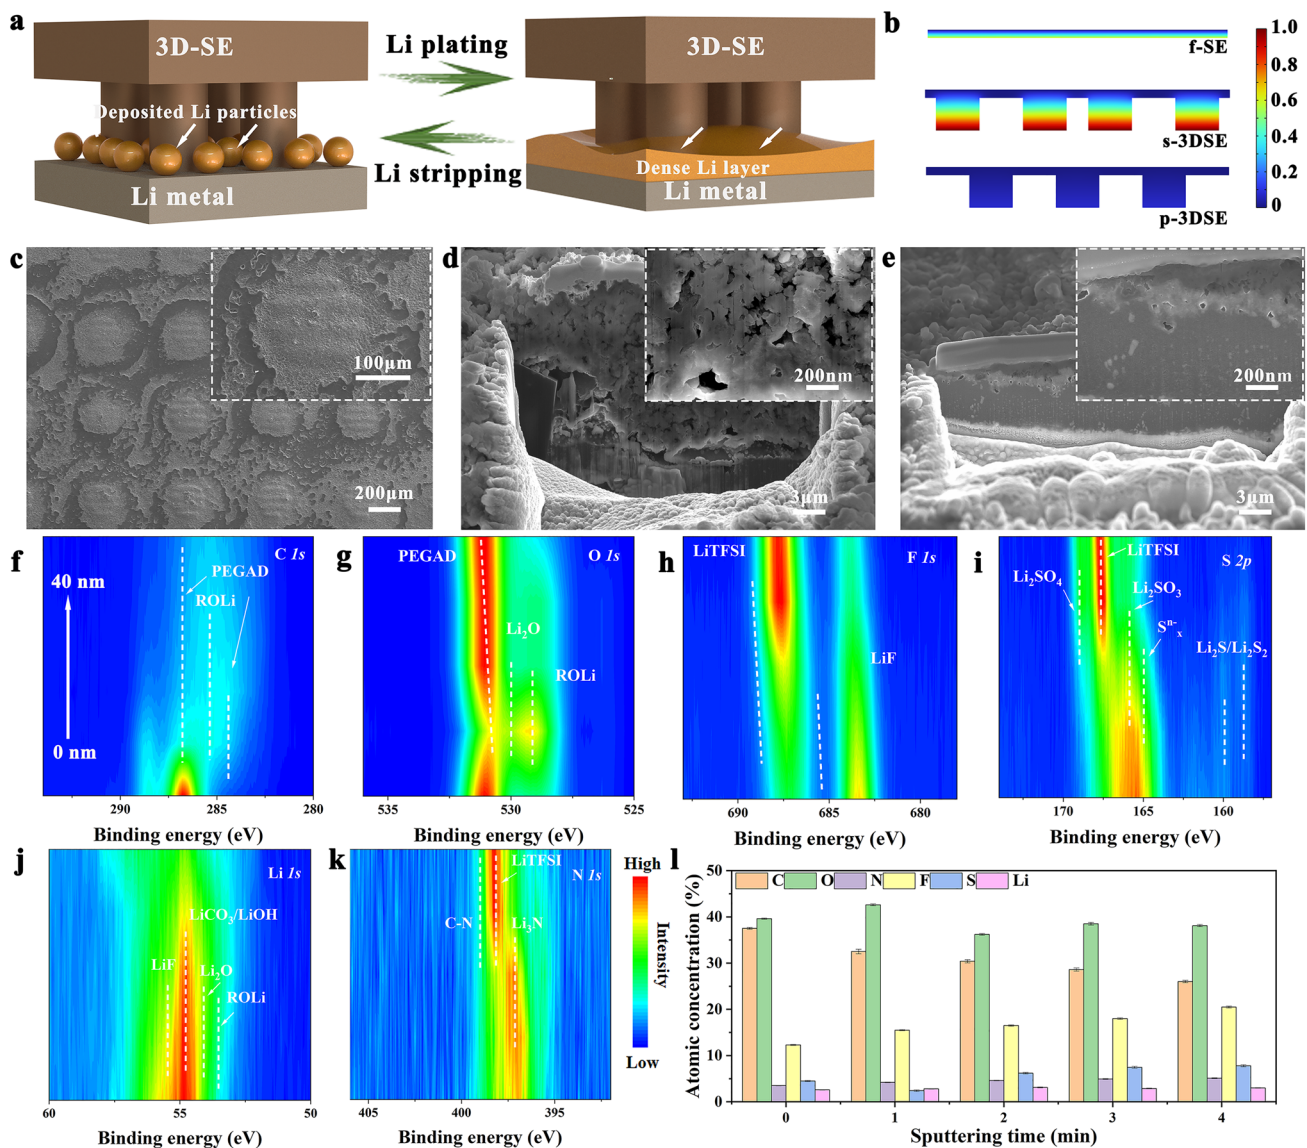 a
3D-SE
Deposited Li particles
Li metal
Li plating
Li stripping
3D-SE
Dense Li layer
Li metal
b
f-SE
s-3DSE
p-3DSE
1.0
0.8
0.6
0.4
0.2
0
c
100μm
200μm
d
200nm
3μm
e
200nm
3μm
f
C 1s
40 nm
PEGAD
ROLi
0 nm
290
285
280
Binding energy (eV)
g
PEGAD
O 1s
Li₂O
ROLi
535
530
525
Binding energy (eV)
h
LiTFSI
F 1s
LiF
690
685
680
Binding energy (eV)
i
LiTFSI
S 2p
Li₂SO₄
Li₂SO₃
Sⁿ⁻ₓ
Li₂S/Li₂S₂
170
165
160
Binding energy (eV)
j
Li 1s
LiCO₃/LiOH
LiF
Li₂O
ROLi
60
55
50
Binding energy (eV)
k
N 1s
LiTFSI
C-N
Li₃N
405
400
395
Binding energy (eV)
High
Intensity
Low
l
C O N F S Li
50
40
30
20
10
0
Atomic concentration (%)
0 1 2 3 4
Sputtering time (min)